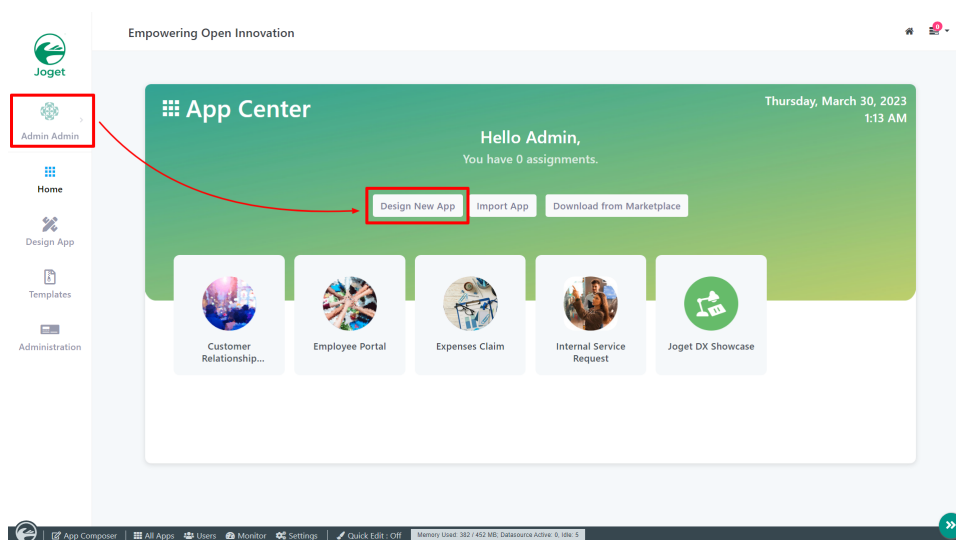 Empowering Open Innovation
0
Joget
Admin Admin
Home
Design App
Templates
Administration
App Center
Thursday, March 30, 2023
1:13 AM
Hello Admin,
You have 0 assignments.
Design New App
Import App
Download from Marketplace
Customer
Relationship...
Employee Portal
Expenses Claim
Internal Service
Request
Joget DX Showcase
App Composer
All Apps
Users
Monitor
Settings
Quick Edit : Off
Memory Used: 382 / 452 MB, Datasource Active: 0, Idle: 5